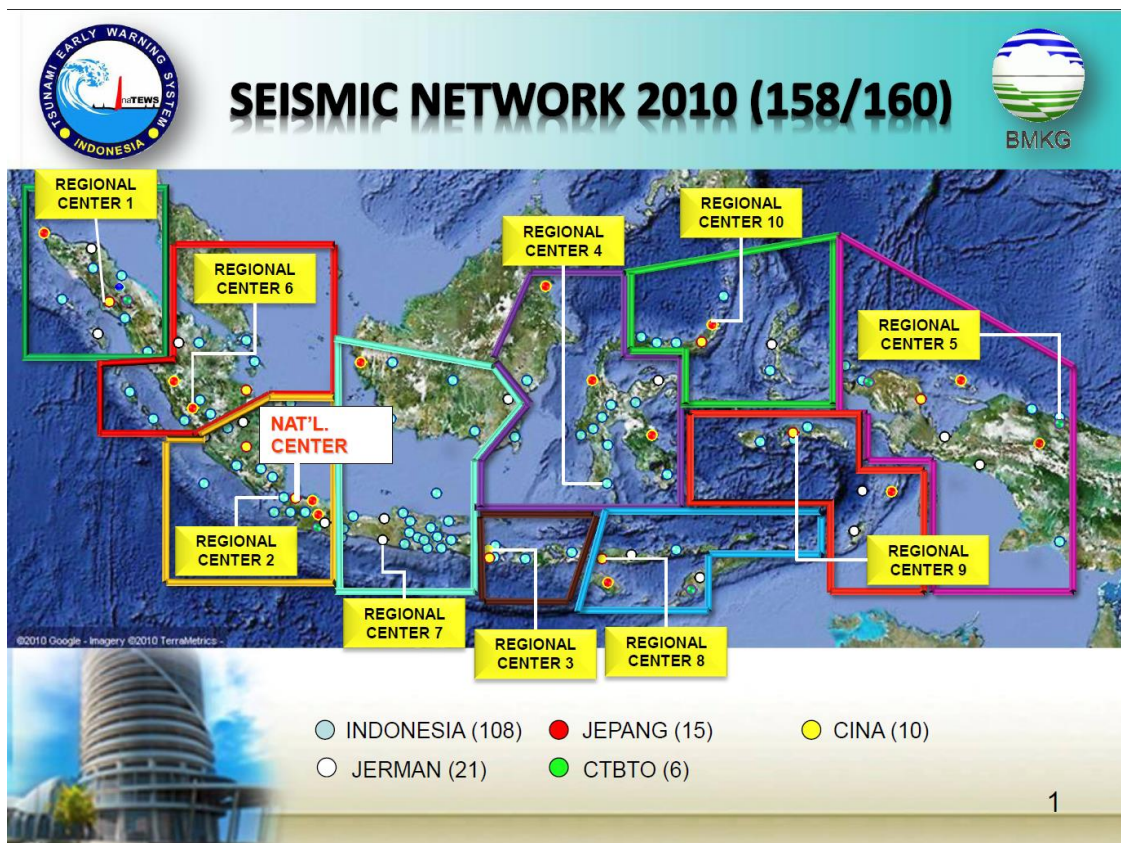 TSUNAMI EARLY WARNING SYSTEM
InaTEWS
INDONESIA
SEISMIC NETWORK 2010 (158/160)
BMKG
REGIONAL
CENTER 1
REGIONAL
CENTER 6
REGIONAL
CENTER 4
REGIONAL
CENTER 10
REGIONAL
CENTER 5
NAT'L.
CENTER
REGIONAL
CENTER 2
REGIONAL
CENTER 7
REGIONAL
CENTER 3
REGIONAL
CENTER 8
REGIONAL
CENTER 9
©2010 Google - Imagery ©2010 TerraMetrics -
INDONESIA (108)
JEPANG (15)
CINA (10)
JERMAN (21)
CTBTO (6)
1